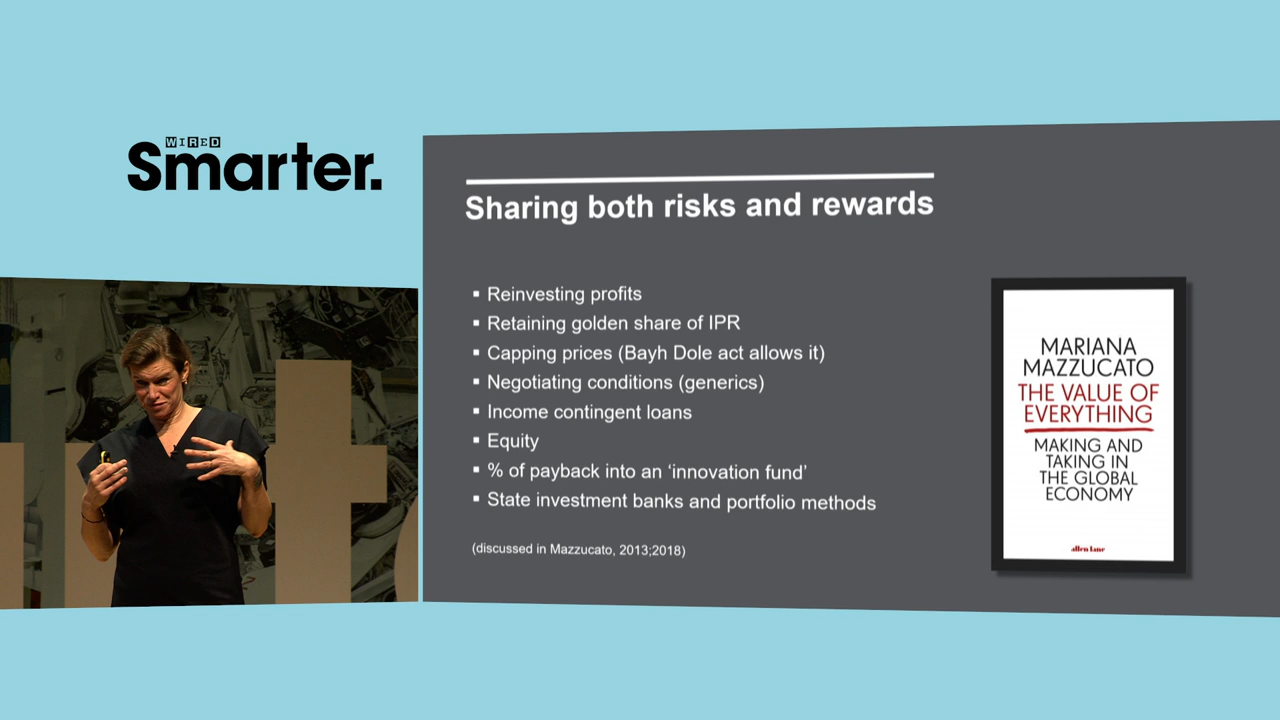 WIRED
Smarter.
Sharing both risks and rewards
▪ Reinvesting profits
▪ Retaining golden share of IPR
▪ Capping prices (Bayh Dole act allows it)
▪ Negotiating conditions (generics)
▪ Income contingent loans
▪ Equity
▪ % of payback into an ‘innovation fund’
▪ State investment banks and portfolio methods
(discussed in Mazzucato, 2013;2018)
MARIANA
MAZZUCATO
THE VALUE OF
EVERYTHING
MAKING AND
TAKING IN
THE GLOBAL
ECONOMY
allen lane